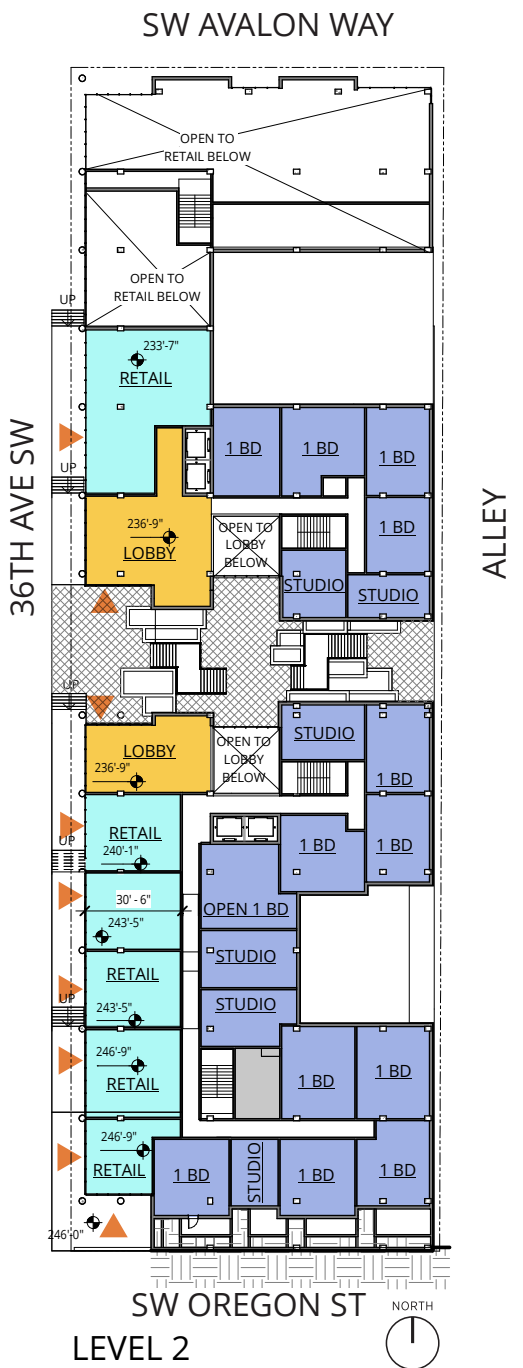 SW AVALON WAY
OPEN TO
RETAIL BELOW
OPEN TO
RETAIL BELOW
UP
233'-7"
RETAIL
36TH AVE SW
ALLEY
1 BD
1 BD
1 BD
UP
236'-9"
LOBBY
OPEN TO
LOBBY
BELOW
1 BD
STUDIO
STUDIO
UP
LOBBY
236'-9"
OPEN TO
LOBBY
BELOW
STUDIO
1 BD
RETAIL
240'-1"
UP
1 BD
1 BD
30' - 6"
243'-5"
OPEN 1 BD
RETAIL
243'-5"
STUDIO
STUDIO
UP
246'-9"
RETAIL
1 BD
1 BD
246'-9"
RETAIL
1 BD
STUDIO
1 BD
1 BD
246'-0"
SW OREGON ST
NORTH
LEVEL 2